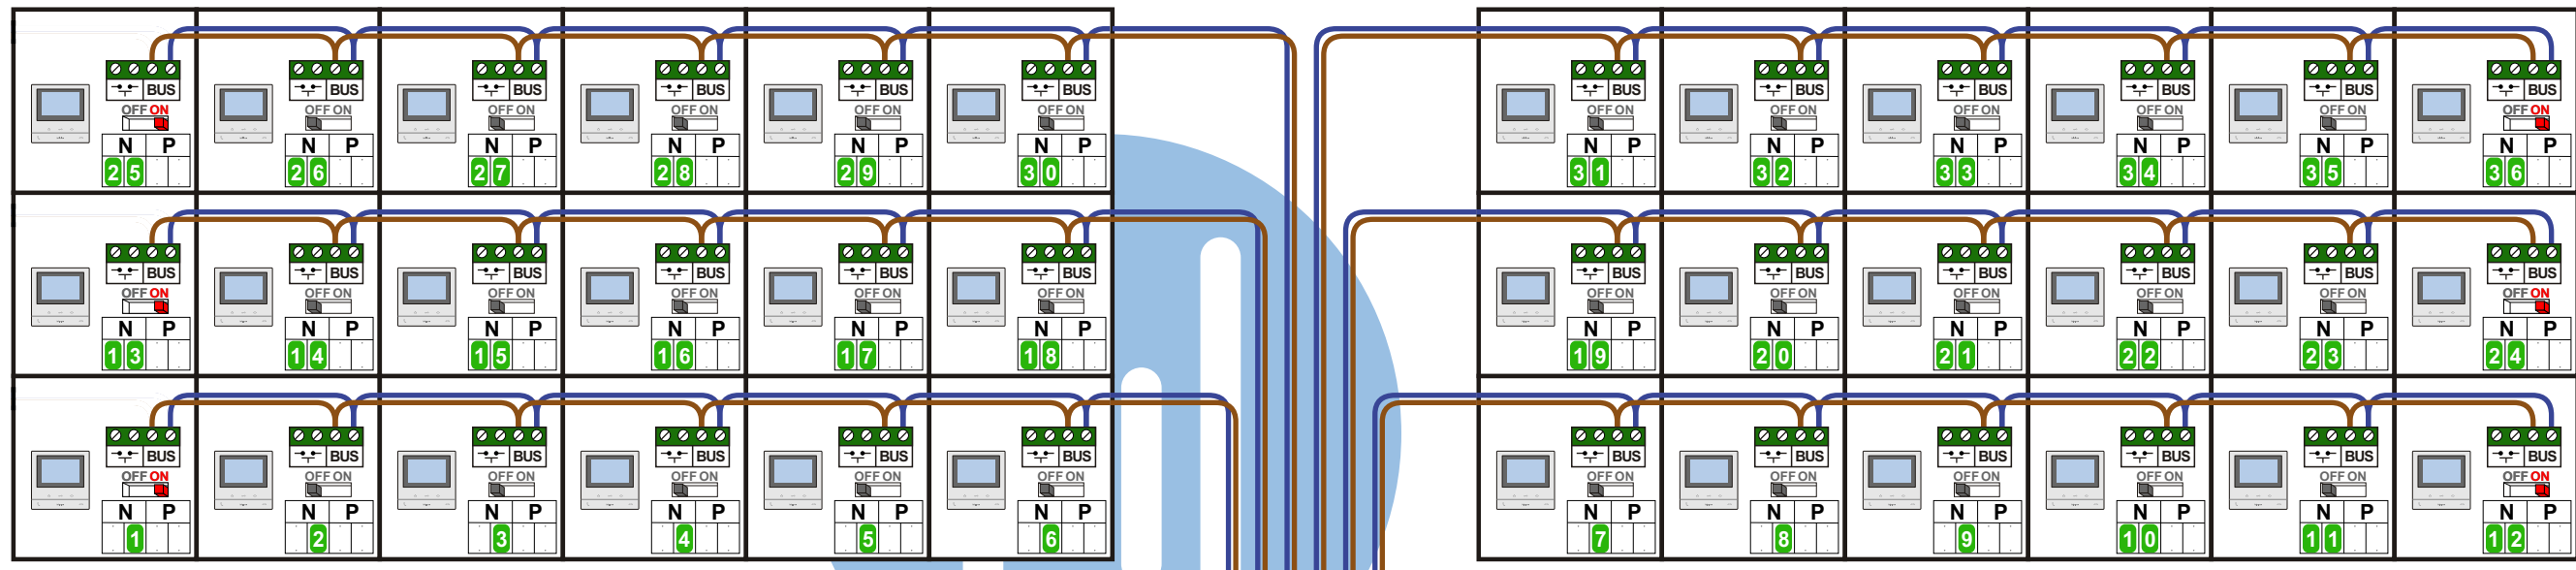 BUS BUS BUS BUS BUS BUS BUS BUS BUS BUS BUS BUS
OFF ON OFF ON OFF ON OFF ON OFF ON OFF ON OFF ON OFF ON OFF ON OFF ON OFF ON OFF ON
N P N P N P N P N P N P N P N P N P N P N P N P
25 26 27 28 29 30 31 32 33 34 35 36
BUS BUS BUS BUS BUS BUS BUS BUS BUS BUS BUS BUS
OFF ON OFF ON OFF ON OFF ON OFF ON OFF ON OFF ON OFF ON OFF ON OFF ON OFF ON OFF ON
N P N P N P N P N P N P N P N P N P N P N P N P
13 14 15 16 17 18 19 20 21 22 23 24
BUS BUS BUS BUS BUS BUS BUS BUS BUS BUS BUS BUS
OFF ON OFF ON OFF ON OFF ON OFF ON OFF ON OFF ON OFF ON OFF ON OFF ON OFF ON OFF ON
N P N P N P N P N P N P N P N P N P N P N P N P
1 2 3 4 5 6 7 8 9 10 11 12